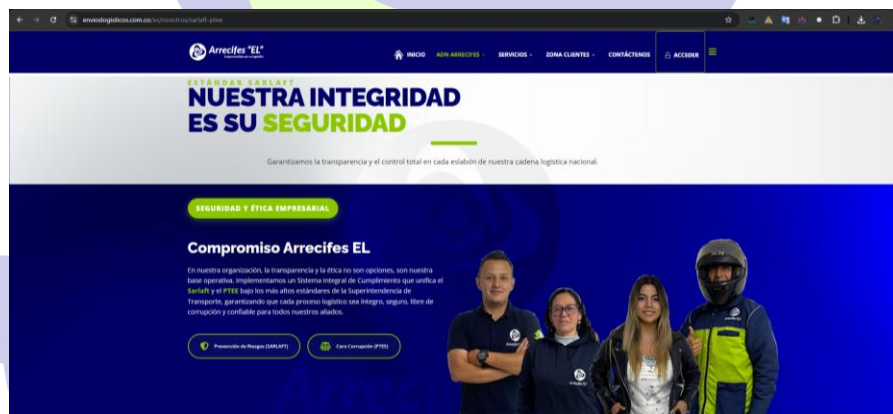 envioslogisticos.com.co/es/nosotros/sarlaft-ptee
Arrecifes "EL"
INICIO
ADN ARRECIFES
SERVICIOS
ZONA CLIENTES
CONTÁCTENOS
ACCEDER
ESTÁNDAR SARLAFT
NUESTRA INTEGRIDAD
ES SU SEGURIDAD
Garantizamos la transparencia y el control total en cada eslabón de nuestra cadena logística nacional.
SEGURIDAD Y ÉTICA EMPRESARIAL
Compromiso Arrecifes EL
En nuestra organización, la transparencia y la ética no son opciones, son nuestra
base operativa. Implementamos un Sistema Integral de Cumplimiento que unifica el
Sarlaft y el PTEE bajo los más altos estándares de la Superintendencia de
Transporte, garantizando que cada proceso logístico sea íntegro, seguro, libre de
corrupción y confiable para todos nuestros aliados.
Prevención de Riesgos (SARLAFT)
Cero Corrupción (PTEE)